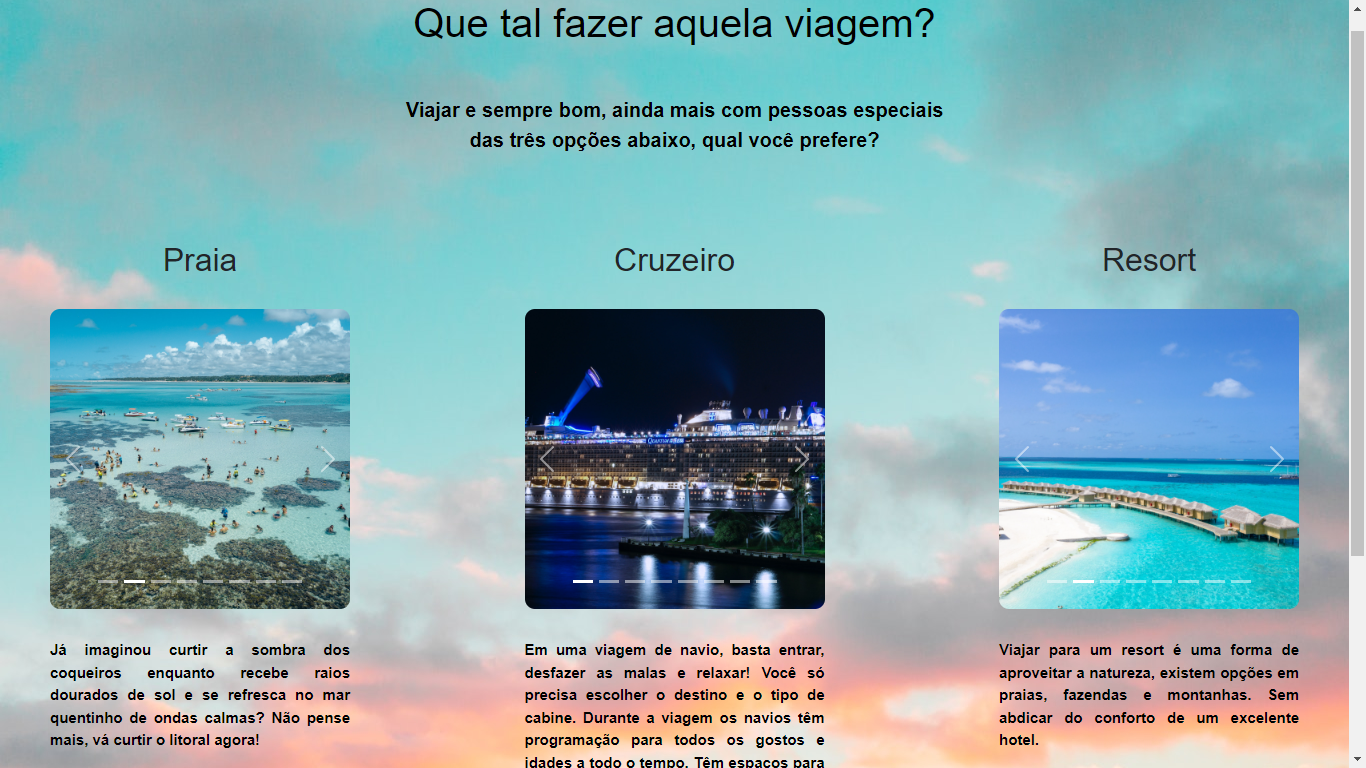 Que tal fazer aquela viagem?
Viajar e sempre bom, ainda mais com pessoas especiais
das três opções abaixo, qual você prefere?
Praia
Cruzeiro
Resort
Já imaginou curtir a sombra dos
coqueiros enquanto recebe raios
dourados de sol e se refresca no mar
quentinho de ondas calmas? Não pense
mais, vá curtir o litoral agora!
Em uma viagem de navio, basta entrar,
desfazer as malas e relaxar! Você só
precisa escolher o destino e o tipo de
cabine. Durante a viagem os navios têm
programação para todos os gostos e
idades a todo o tempo. Têm espaços para
Viajar para um resort é uma forma de
aproveitar a natureza, existem opções em
praias, fazendas e montanhas. Sem
abdicar do conforto de um excelente
hotel.